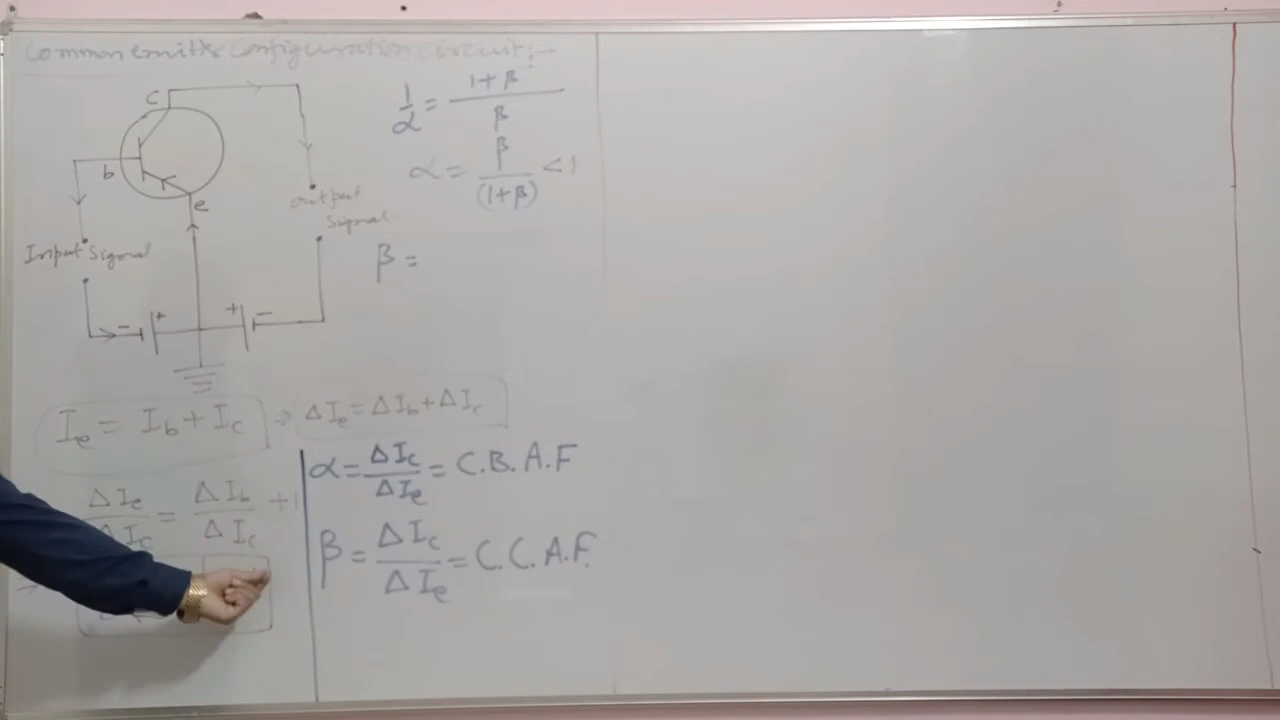 Common emitter Configuration Circuit:-
C
b
e
Input Signal
output
signal.
- +
+ -
1/α = 1+β / β
α = β / (1+β) < 1
β =
Ie = Ib + Ic → ΔIe = ΔIb + ΔIc
ΔIe / ΔIc = ΔIb / ΔIc + 1
α = ΔIc / ΔIe = C.B.A.F
β = ΔIc / ΔIe = C.C.A.F.